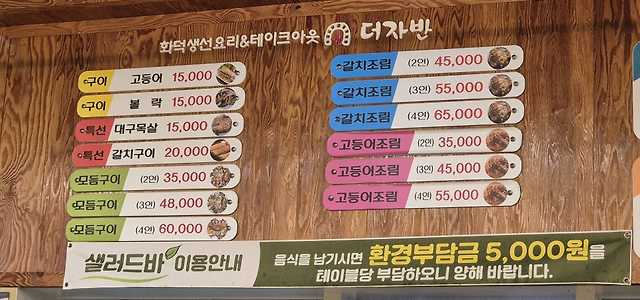 화덕생선요리&테이크아웃 더자반
구이 고등어 15,000
구이 볼 락 15,000
특선 대구목살 15,000
특선 갈치구이 20,000
모듬구이 (2인) 35,000
모듬구이 (3인) 48,000
모듬구이 (4인) 60,000
갈치조림 (2인) 45,000
갈치조림 (3인) 55,000
갈치조림 (4인) 65,000
고등어조림 (2인) 35,000
고등어조림 (3인) 45,000
고등어조림 (4인) 55,000
샐러드바 이용안내
음식을 남기시면 환경부담금 5,000원을
테이블당 부담하오니 양해 바랍니다.